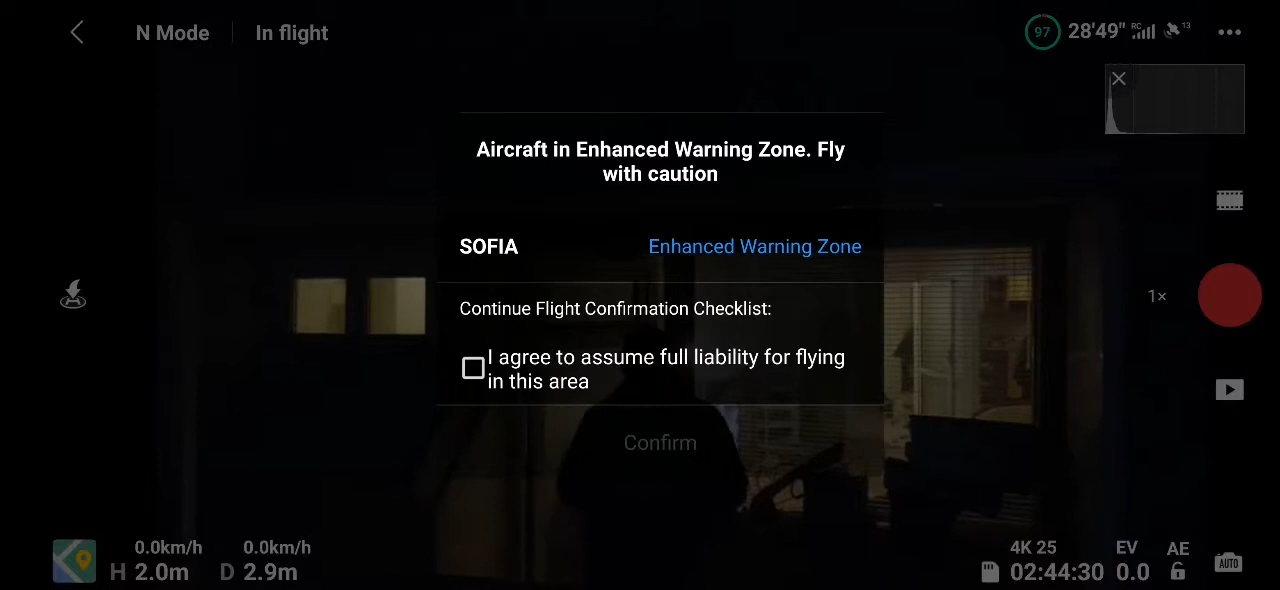 N Mode
In flight
97
28'49"
RC
13
Aircraft in Enhanced Warning Zone. Fly
with caution
SOFIA
Enhanced Warning Zone
Continue Flight Confirmation Checklist:
1×
I agree to assume full liability for flying
in this area
Confirm
0.0km/h
0.0km/h
H 2.0m
D 2.9m
4K 25
EV
AE
02:44:30
0.0
AUTO